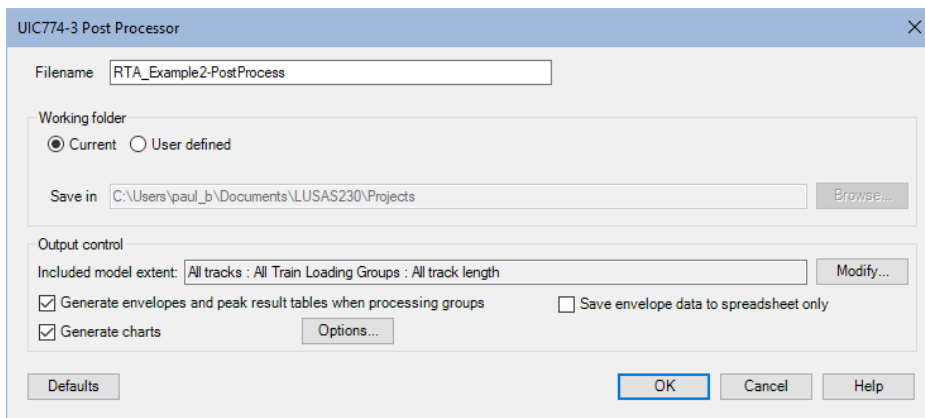 UIC774-3 Post Processor
Filename RTA_Example2-PostProcess
Working folder
Current User defined
Save in C:\Users\paul_b\Documents\LUSAS230\Projects Browse...
Output control
Included model extent: All tracks : All Train Loading Groups : All track length Modify...
Generate envelopes and peak result tables when processing groups Save envelope data to spreadsheet only
Generate charts Options...
Defaults OK Cancel Help